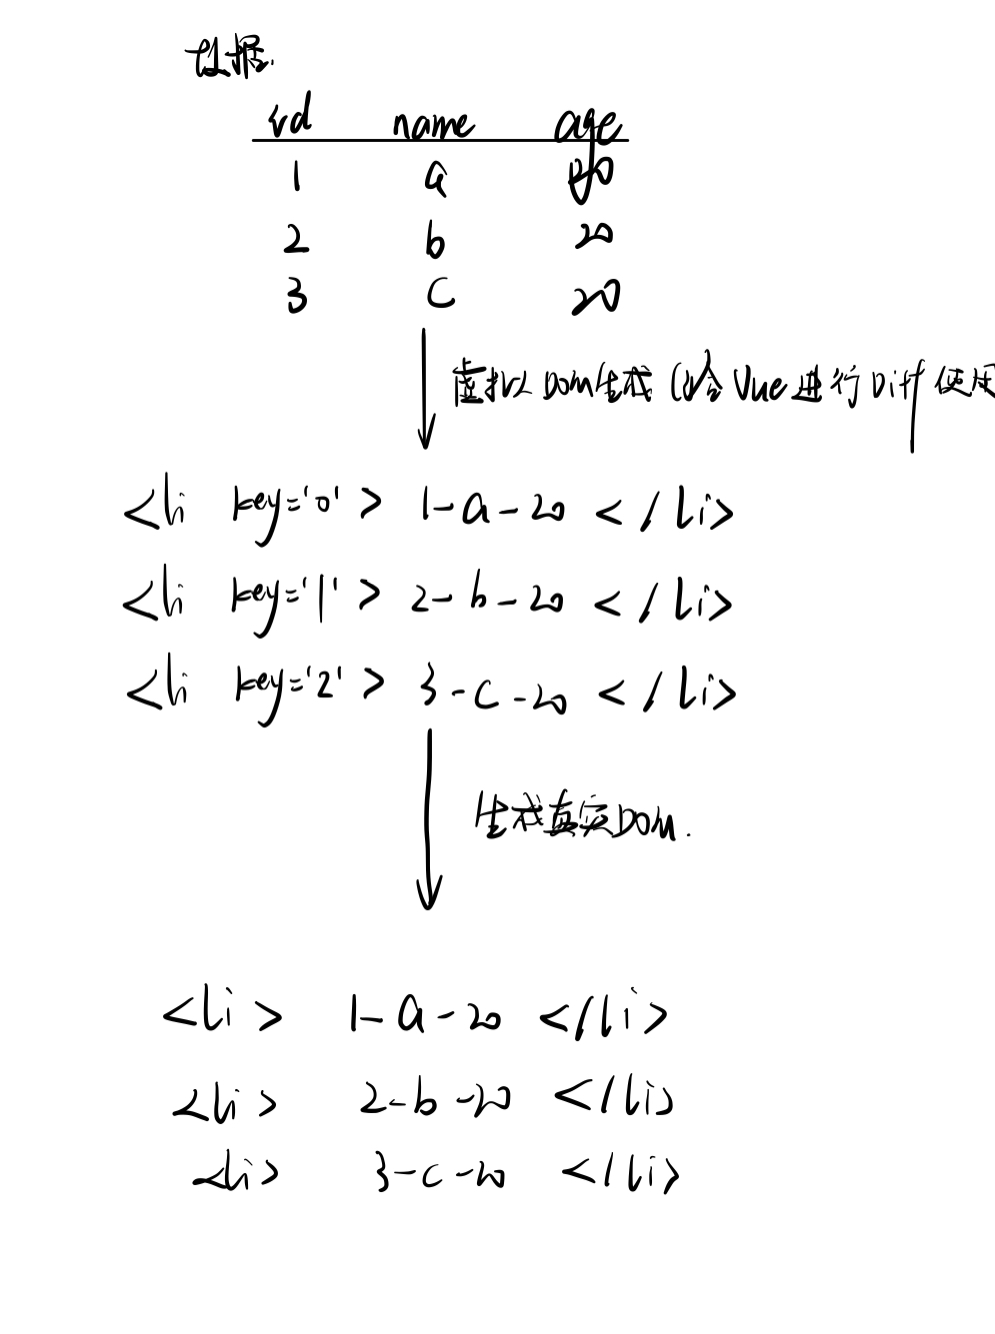 数据.
id name age
1 a 20
2 b 20
3 c 20
虚拟Dom生成 (给Vue进行Diff使用
<li key='0'> 1-a-20 </li>
<li key='1'> 2-b-20 </li>
<li key='2'> 3-c-20 </li>
生成真实Dom.
<li> 1-a-20 </li>
<li> 2-b-20 </li>
<li> 3-c-20 </li>